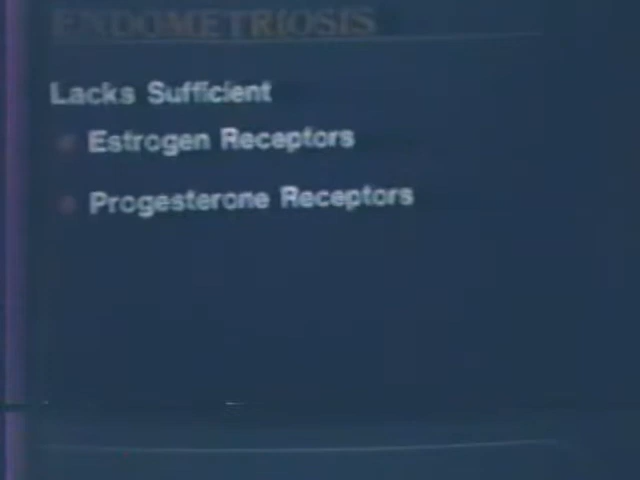 ENDOMETRIOSIS
Lacks Sufficient
Estrogen Receptors
Progesterone Receptors